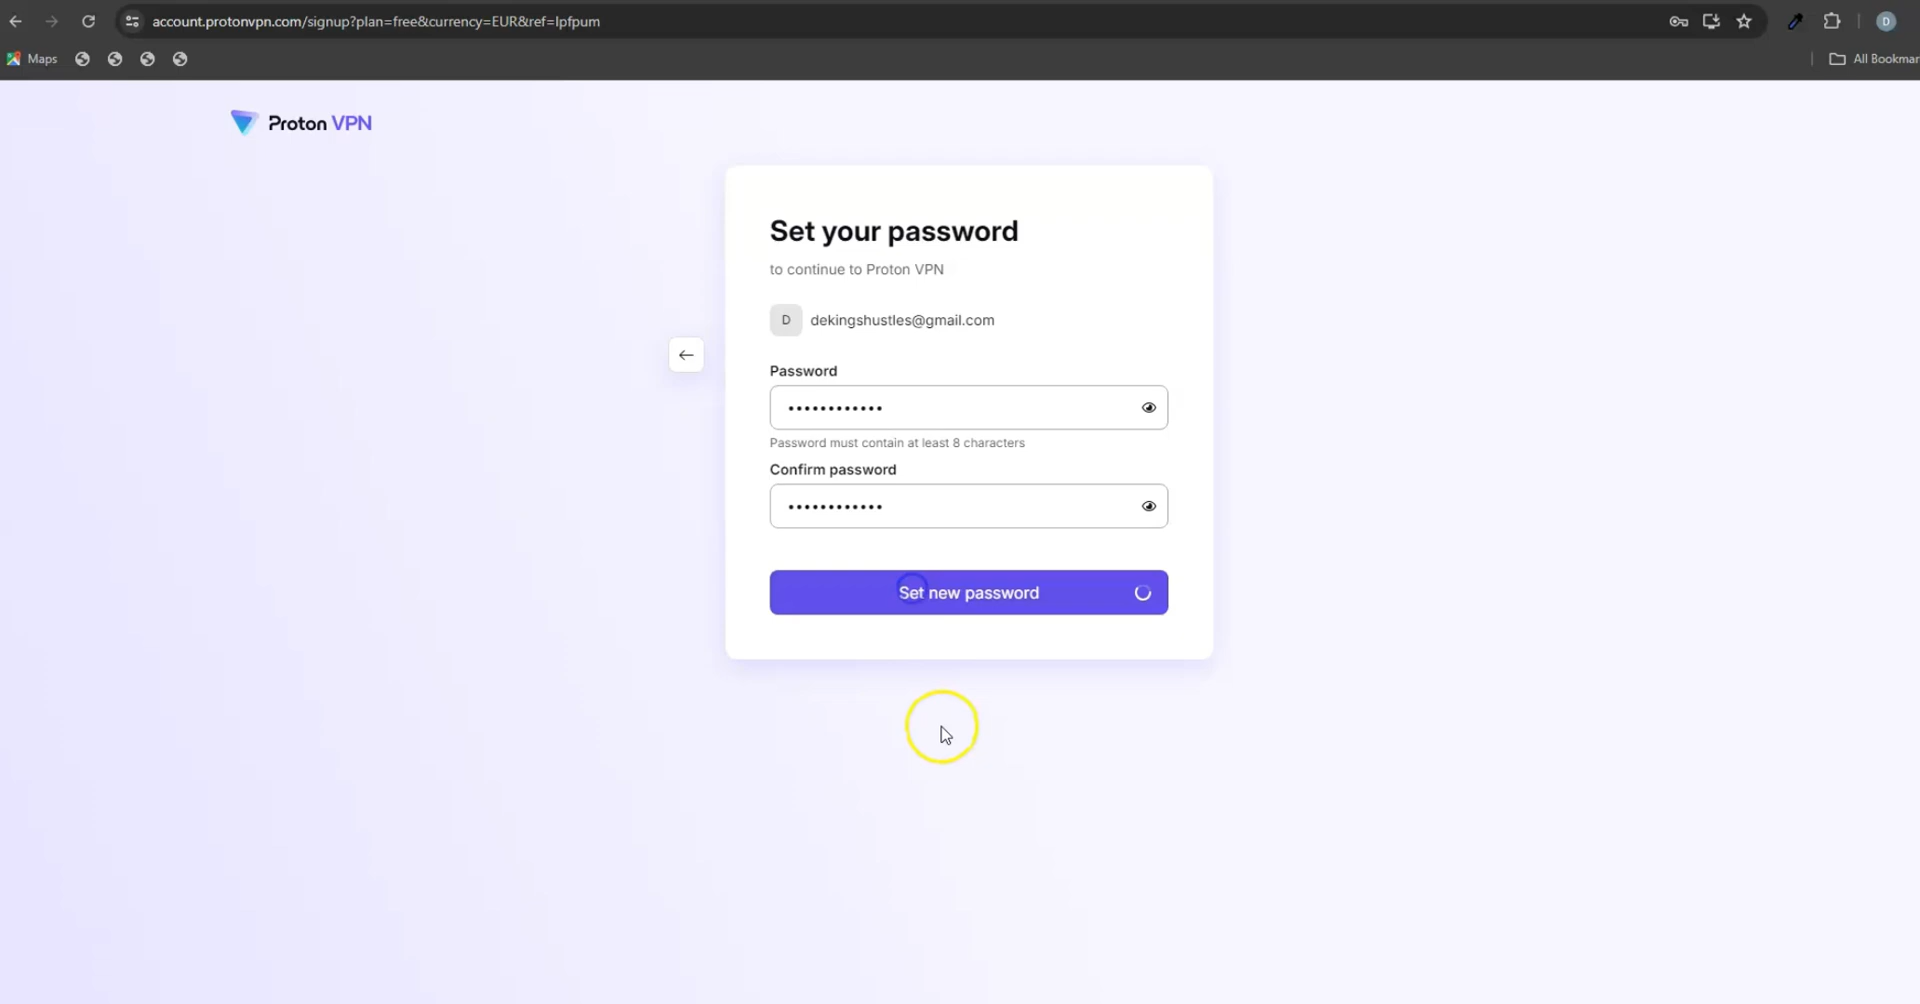 account.protonvpn.com/signup?plan=free&currency=EUR&ref=lpfpum
D
Maps
All Bookmar
Proton VPN
Set your password
to continue to Proton VPN
D
dekingshustles@gmail.com
Password
••••••••••••
Password must contain at least 8 characters
Confirm password
••••••••••••
Set new password